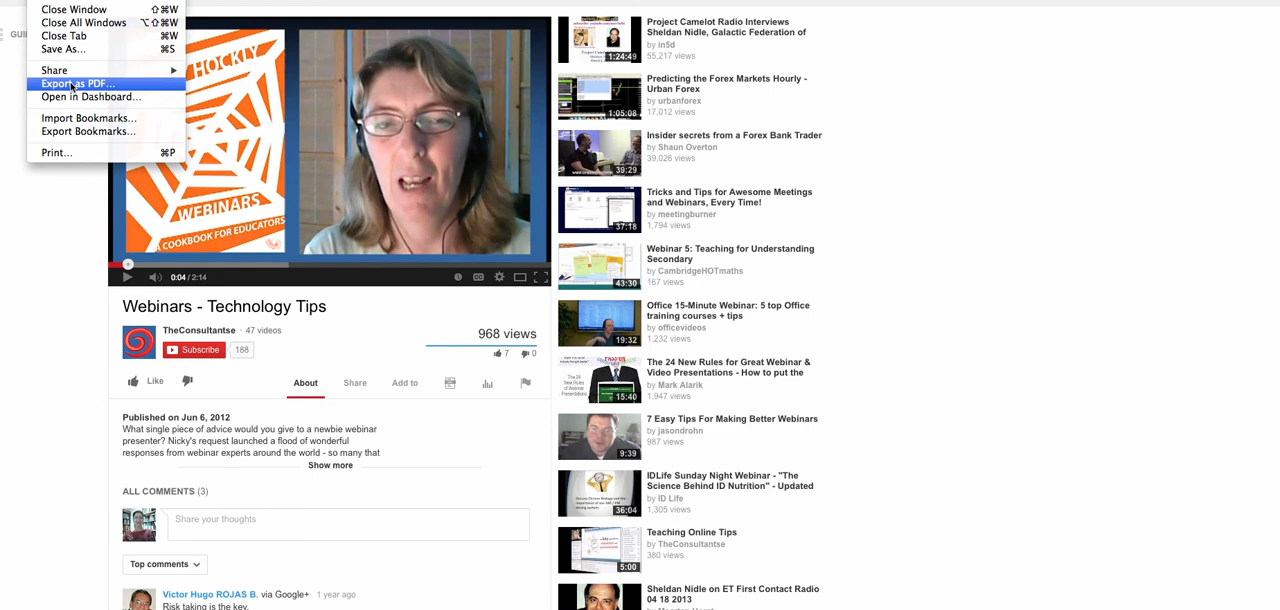 Close Window ⇧⌘W
Close All Windows ⌥⇧⌘W
Close Tab ⌘W
Save As... ⌘S
Share ▶
Export as PDF...
Open in Dashboard...
Import Bookmarks...
Export Bookmarks...
Print... ⌘P
HOCKLY
WEBINARS
A COOKBOOK FOR EDUCATORS
0:04 / 2:14
Webinars - Technology Tips
TheConsultantse · 47 videos
Subscribe 188
968 views
7 0
Like
About Share Add to
Published on Jun 6, 2012
What single piece of advice would you give to a newbie webinar
presenter? Nicky's request launched a flood of wonderful
responses from webinar experts around the world - so many that
Show more
ALL COMMENTS (3)
Share your thoughts
Top comments
Victor Hugo ROJAS B. via Google+ 1 year ago
Risk taking is the key.
1:24:49
Project Camelot Radio Interviews
Sheldan Nidle, Galactic Federation of
by in5d
55,217 views
1:05:08
Predicting the Forex Markets Hourly -
Urban Forex
by urbanforex
17,012 views
39:29
Insider secrets from a Forex Bank Trader
by Shaun Overton
39,026 views
37:18
Tricks and Tips for Awesome Meetings
and Webinars, Every Time!
by meetingburner
1,794 views
43:30
Webinar 5: Teaching for Understanding
Secondary
by CambridgeHOTmaths
167 views
19:32
Office 15-Minute Webinar: 5 top Office
training courses + tips
by officevideos
1,232 views
The 24
New Rules
for Great
15:40
The 24 New Rules for Great Webinar &
Video Presentations - How to put the
by Mark Alarik
1,947 views
9:39
7 Easy Tips For Making Better Webinars
by jasondrohn
987 views
36:04
IDLife Sunday Night Webinar - "The
Science Behind ID Nutrition" - Updated
by ID Life
1,305 views
5:00
Teaching Online Tips
by TheConsultantse
380 views
Sheldan Nidle on ET First Contact Radio
04 18 2013